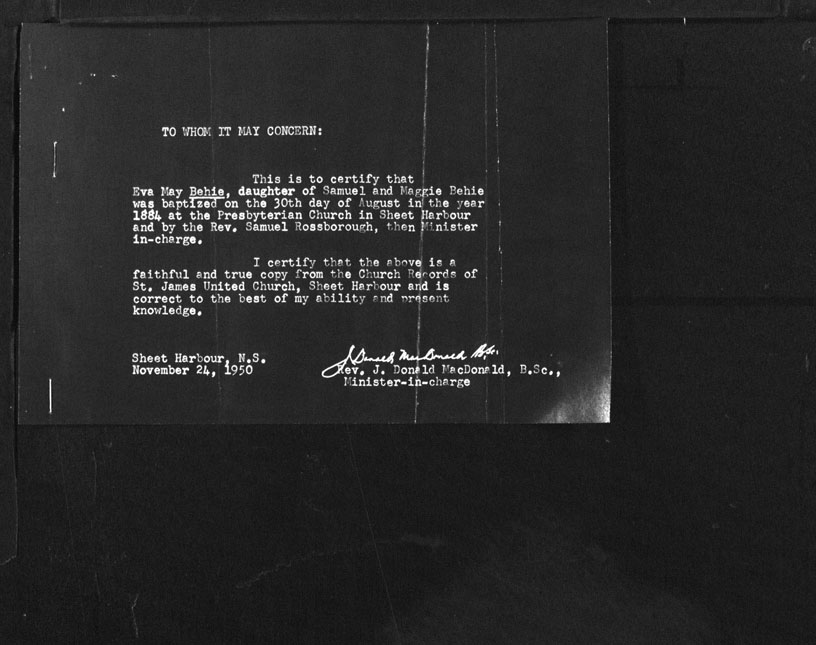 TO WHOM IT MAY CONCERN:
This is to certify that
Eva May Behie, daughter of Samuel and Maggie Behie
was baptized on the 30th day of August in the year
1884 at the Presbyterian Church in Sheet Harbour
and by the Rev. Samuel Rossborough, then Minister
in-charge.
I certify that the above is a
faithful and true copy from the Church Records of
St. James United Church, Sheet Harbour and is
correct to the best of my ability and present
knowledge.
Sheet Harbour, N.S.
November 24, 1950
J Donald MacDonald B.Sc.
Rev. J. Donald MacDonald, B.Sc.,
Minister-in-charge